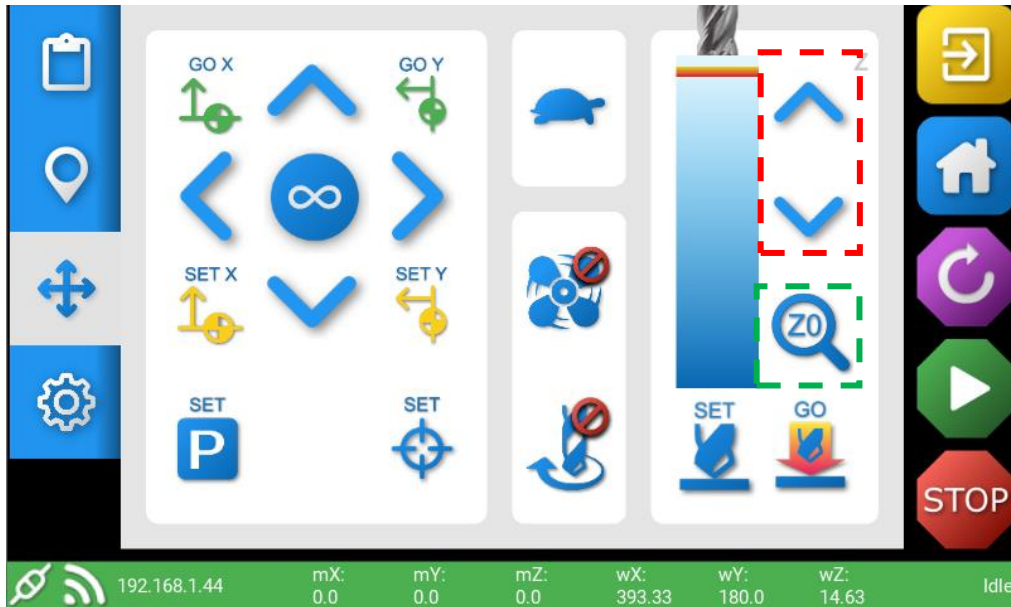 GO X
GO Y
Z
SET X
SET Y
Z0
SET
P
SET
SET
GO
STOP
192.168.1.44
mX:
0.0
mY:
0.0
mZ:
0.0
wX:
393.33
wY:
180.0
wZ:
14.63
Idle